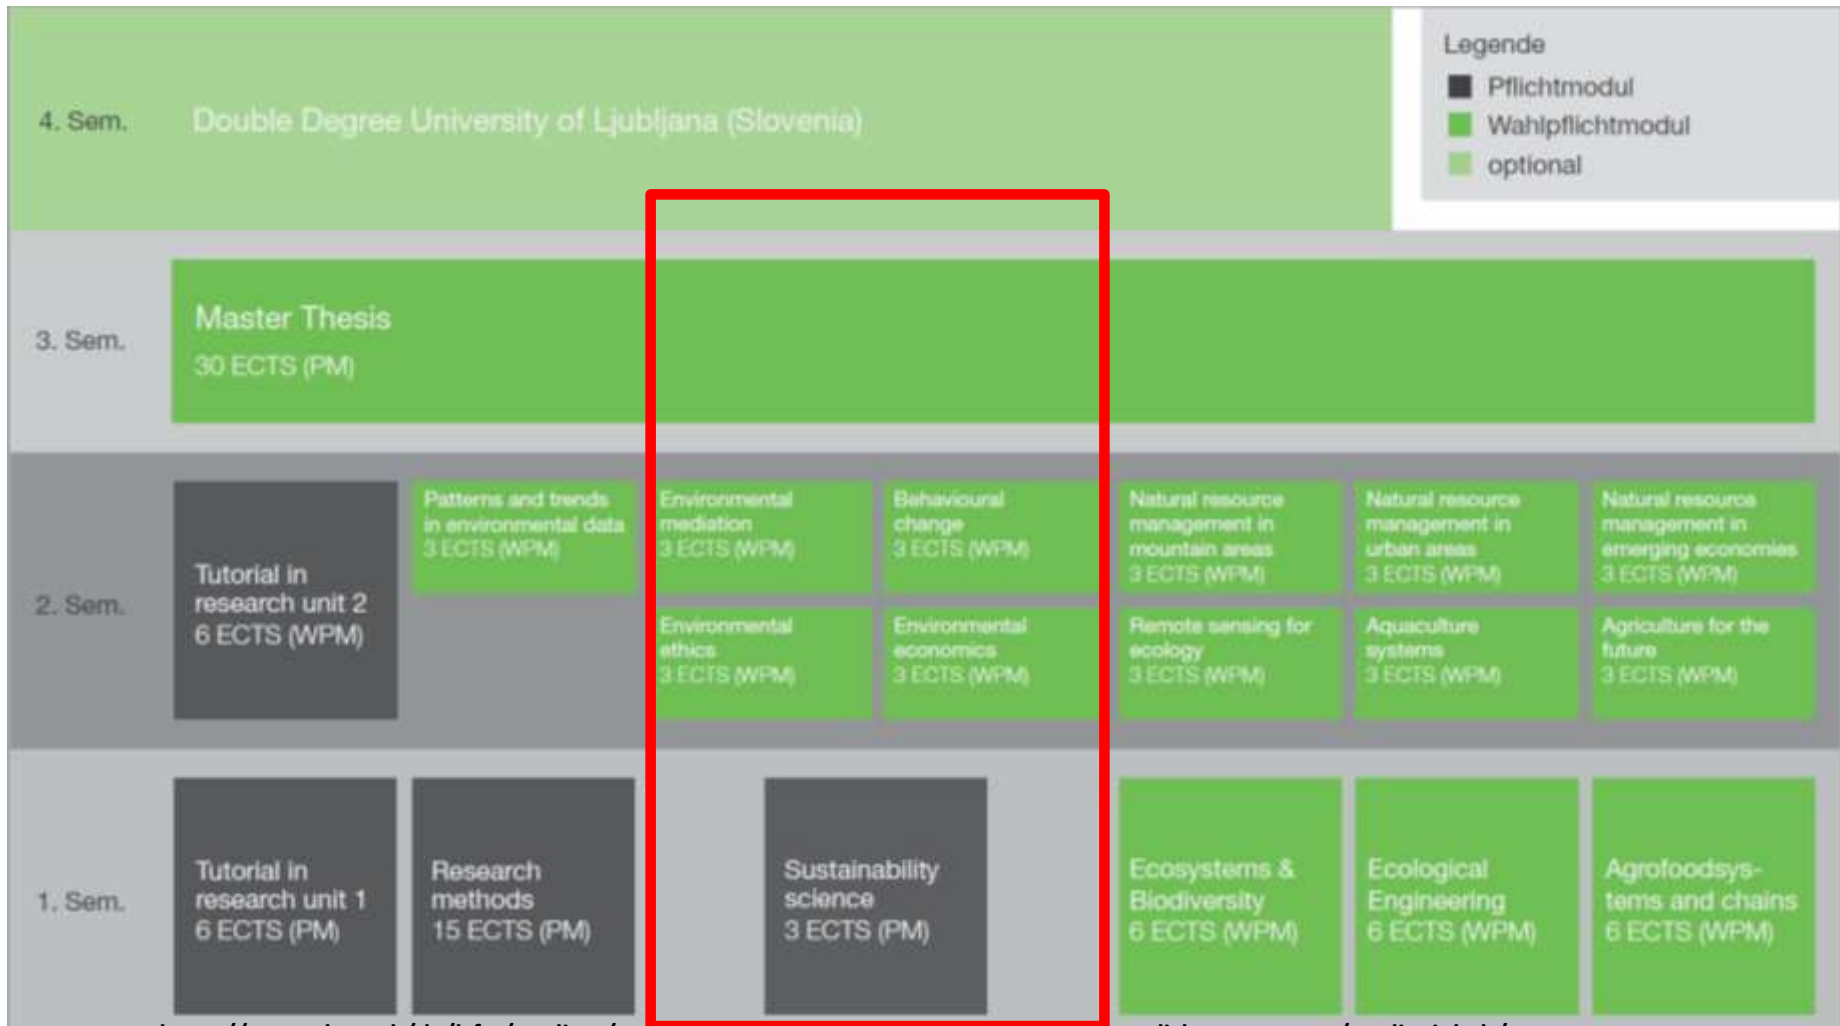 Legende
Pflichtmodul
Wahlpflichtmodul
optional
4. Sem.
Double Degree University of Ljubljana (Slovenia)
3. Sem.
Master Thesis
30 ECTS (PM)
2. Sem.
Tutorial in
research unit 2
6 ECTS (WPM)
Patterns and trends
in environmental data
3 ECTS (WPM)
Environmental
mediation
3 ECTS (WPM)
Behavioural
change
3 ECTS (WPM)
Natural resource
management in
mountain areas
3 ECTS (WPM)
Natural resource
management in
urban areas
3 ECTS (WPM)
Natural resource
management in
emerging economies
3 ECTS (WPM)
Environmental
ethics
3 ECTS (WPM)
Environmental
economics
3 ECTS (WPM)
Remote sensing for
ecology
3 ECTS (WPM)
Aquaculture
systems
3 ECTS (WPM)
Agriculture for the
future
3 ECTS (WPM)
1. Sem.
Tutorial in
research unit 1
6 ECTS (PM)
Research
methods
15 ECTS (PM)
Sustainability
science
3 ECTS (PM)
Ecosystems &
Biodiversity
6 ECTS (WPM)
Ecological
Engineering
6 ECTS (WPM)
Agrofoodsys-
tems and chains
6 ECTS (WPM)